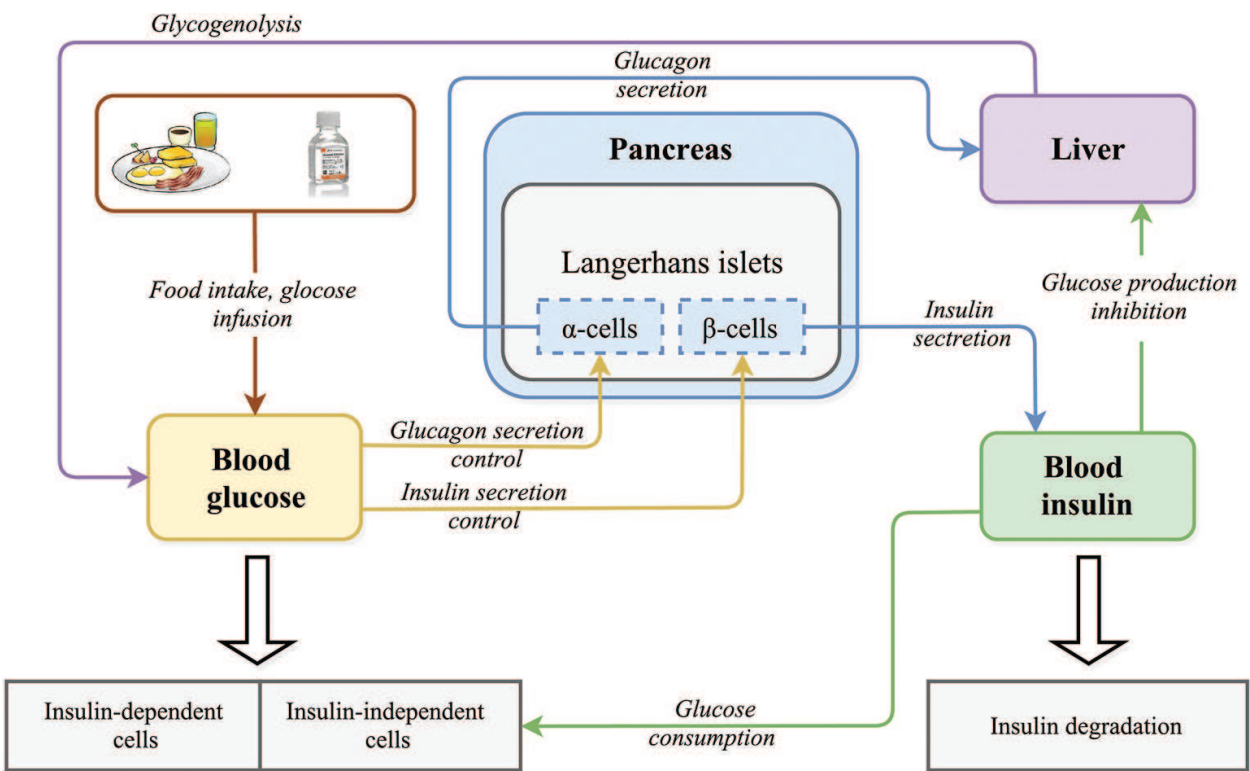 Glycogenolysis
Glucagon
secretion
Pancreas
Liver
Langerhans islets
α-cells
β-cells
Food intake, glocose
infusion
Insulin
sectretion
Glucose production
inhibition
Blood
glucose
Glucagon secretion
control
Insulin secretion
control
Blood
insulin
Insulin-dependent
cells
Insulin-independent
cells
Glucose
consumption
Insulin degradation